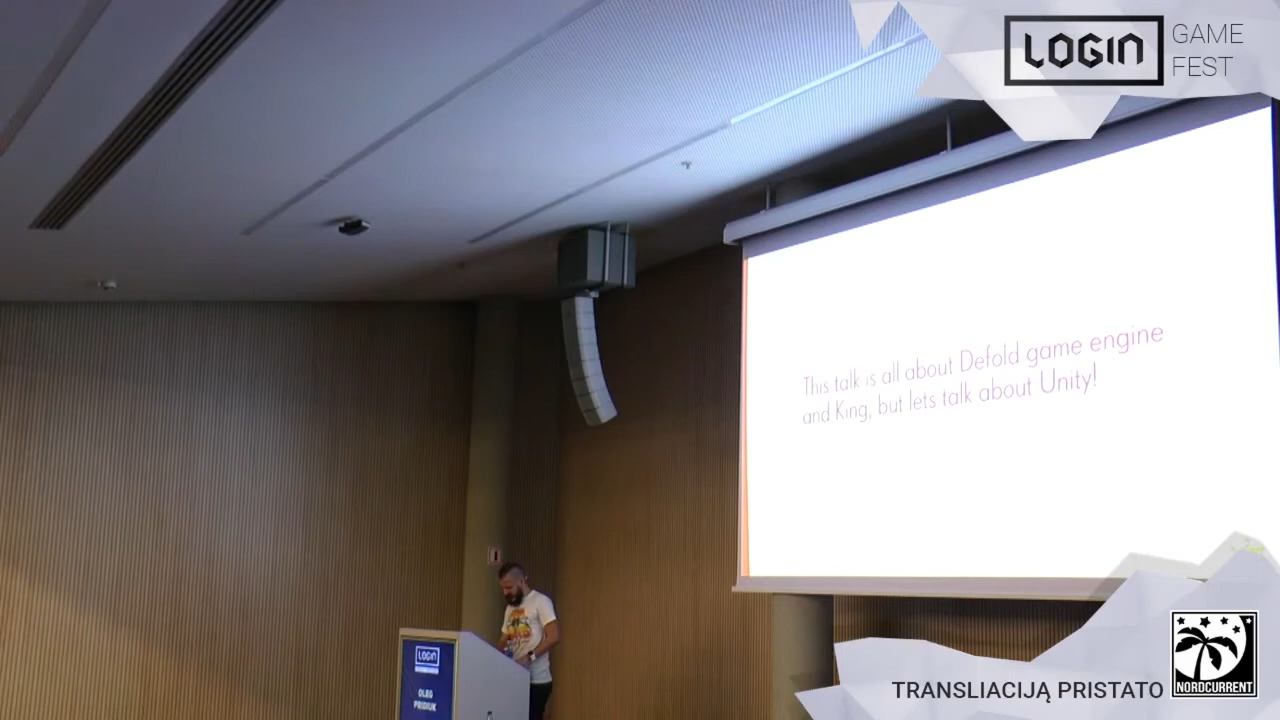 LOGIN
GAME
FEST
This talk is all about Defold game engine
and King, but lets talk about Unity!
LOGIN
OLEG
PRIDIUK
TRANSLIACIJĄ PRISTATO
NORDCURRENT